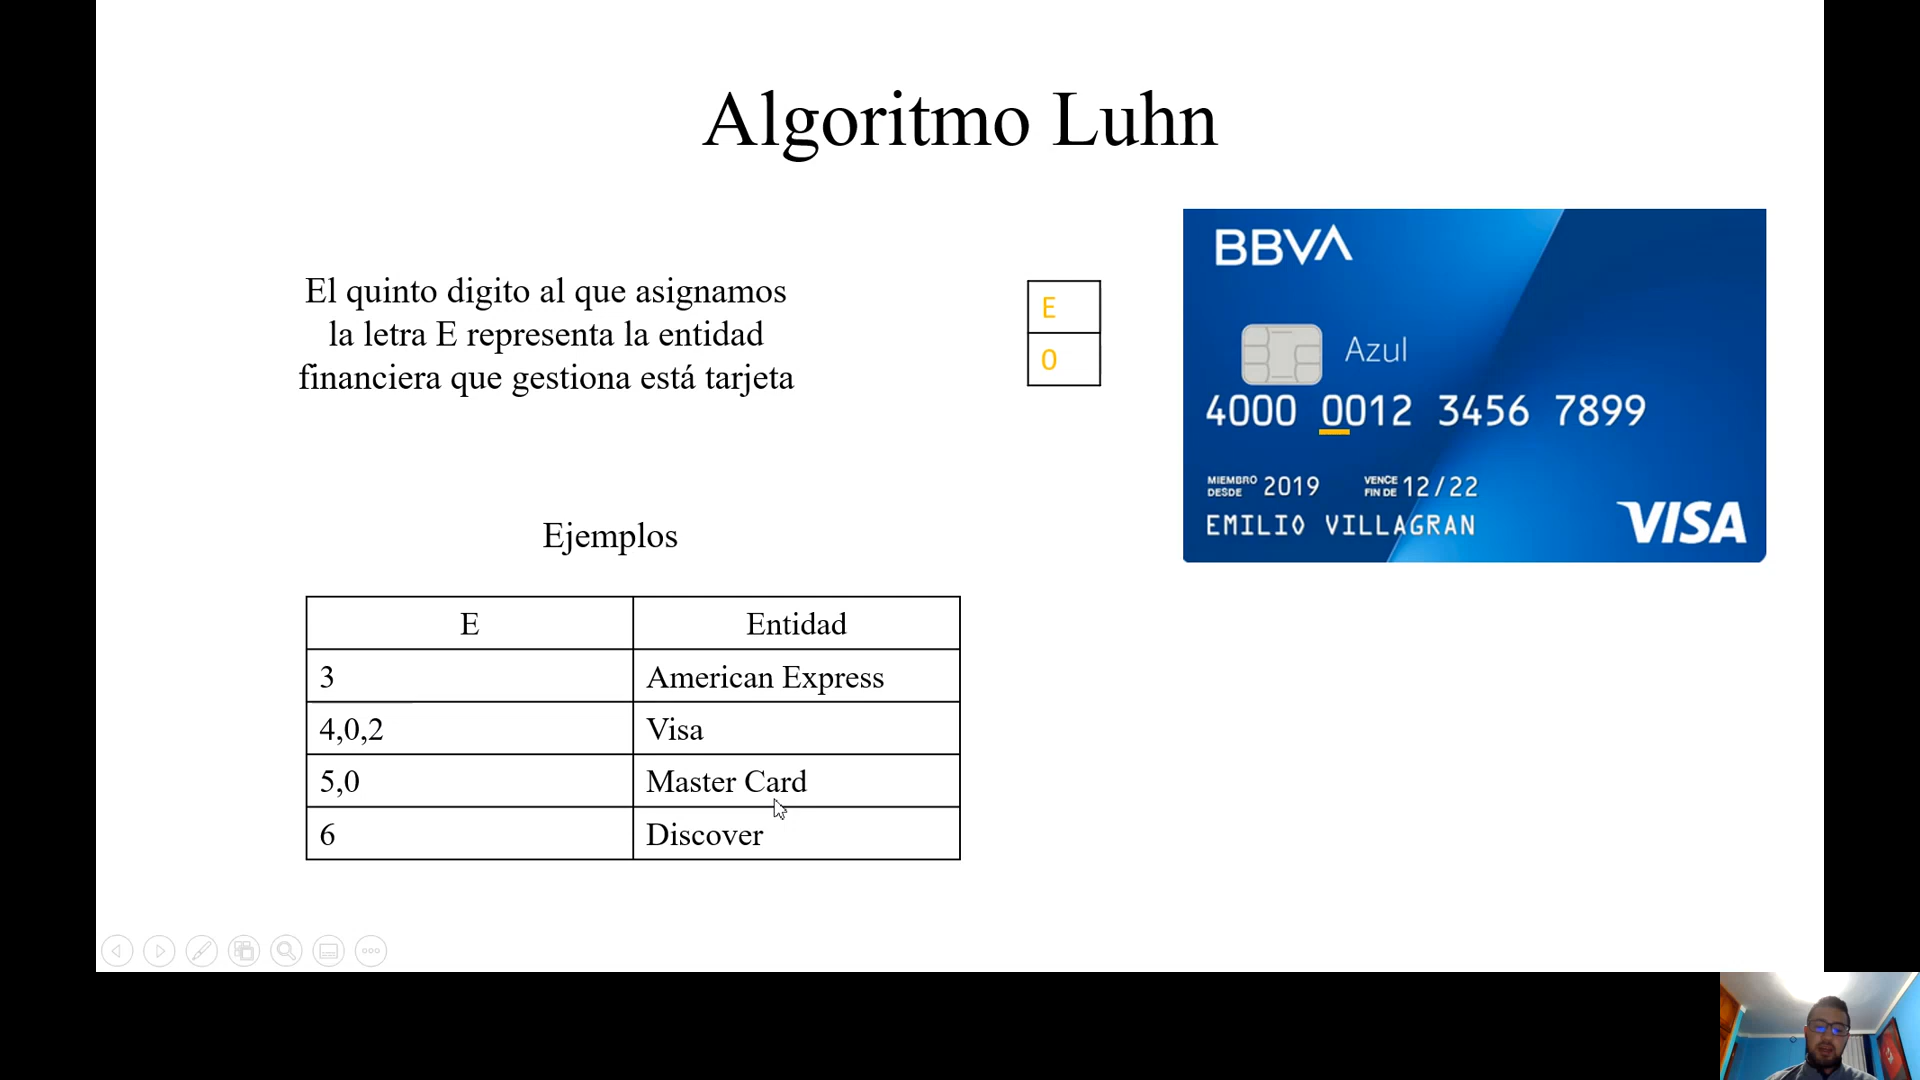 Algoritmo Luhn
El quinto digito al que asignamos
la letra E representa la entidad
financiera que gestiona está tarjeta
E
0
BBVA
Azul
4000 0012 3456 7899
MIEMBRO DESDE 2019 VENCE FIN DE 12/22
EMILIO VILLAGRAN
VISA
Ejemplos
E Entidad
3 American Express
4,0,2 Visa
5,0 Master Card
6 Discover